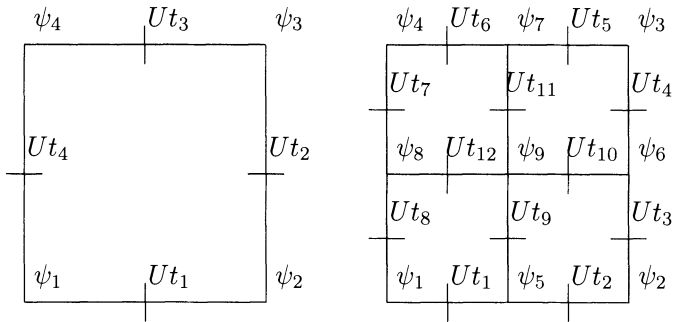 ψ₄ Ut₃ ψ₃ ψ₄ Ut₆ ψ₇ Ut₅ ψ₃
Ut₇ Ut₁₁ Ut₄
Ut₄ Ut₂ ψ₈ Ut₁₂ ψ₉ Ut₁₀ ψ₆
Ut₈ Ut₉ Ut₃
ψ₁ Ut₁ ψ₂ ψ₁ Ut₁ ψ₅ Ut₂ ψ₂